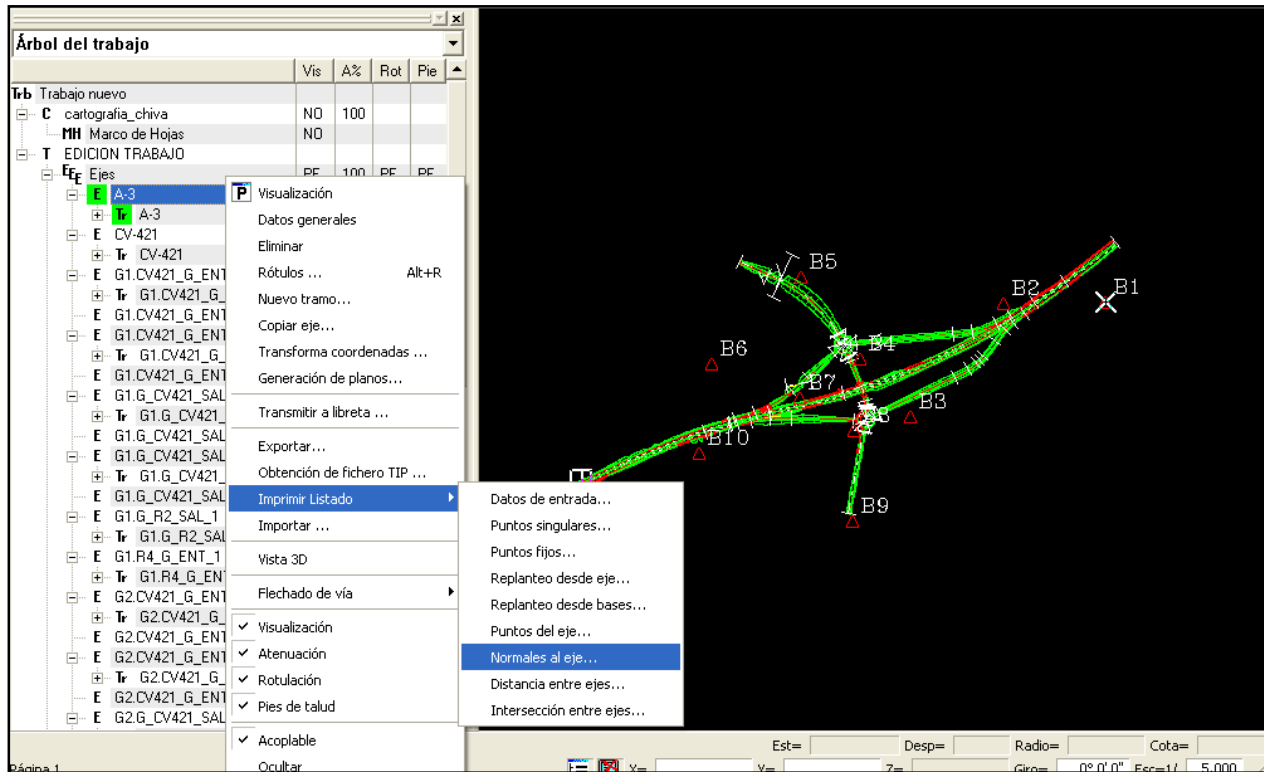 Árbol del trabajo
Vis A% Rot Pie
Trb Trabajo nuevo
C cartografia_chiva NO 100
MH Marco de Hojas NO
T EDICION TRABAJO
EEE Ejes PE 100 PE PE
E A-3
Tr A-3
E CV-421
Tr CV-421
E G1.CV421_G_ENT
Tr G1.CV421_G_
E G1.CV421_G_ENT
E G1.CV421_G_ENT
Tr G1.CV421_G_
E G1.CV421_G_ENT
E G1.G_CV421_SAL
Tr G1.G_CV421_
E G1.G_CV421_SAL
E G1.G_CV421_SAL
Tr G1.G_CV421_
E G1.G_CV421_SAL
E G1.G_R2_SAL_1
Tr G1.G_R2_SAL
E G1.R4_G_ENT_1
Tr G1.R4_G_EN
E G2.CV421_G_ENT
Tr G2.CV421_G_
E G2.CV421_G_ENT
E G2.CV421_G_ENT
Tr G2.CV421_G_
E G2.CV421_G_ENT
E G2.G_CV421_SAL
P Visualización
Datos generales
Eliminar
Rótulos ... Alt+R
Nuevo tramo...
Copiar eje...
Transforma coordenadas ...
Generación de planos...
Transmitir a libreta ...
Exportar...
Obtención de fichero TIP ...
Imprimir Listado
Importar ...
Vista 3D
Flechado de vía
Visualización
Atenuación
Rotulación
Pies de talud
Acoplable
Ocultar
Datos de entrada...
Puntos singulares...
Puntos fijos...
Replanteo desde eje...
Replanteo desde bases...
Puntos del eje...
Normales al eje...
Distancia entre ejes...
Intersección entre ejes...
B5
B2
B1
B4
B6
B7
B3
B8
B10
B9
Est= Desp= Radio= Cota=
Página 1
X= Y= Z= Giro= 0° 0' 0" Esc=1/ 5.000